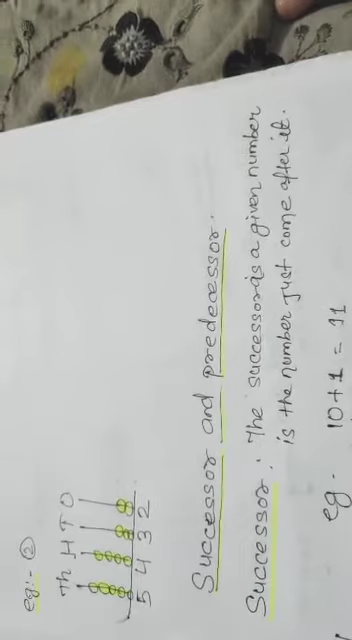 eg:- ②
Th H T O
5 4 3 2
Successor and predecessor.
Successor : The successor is a given number
is the number just come after it.
eg. 10+1 = 11